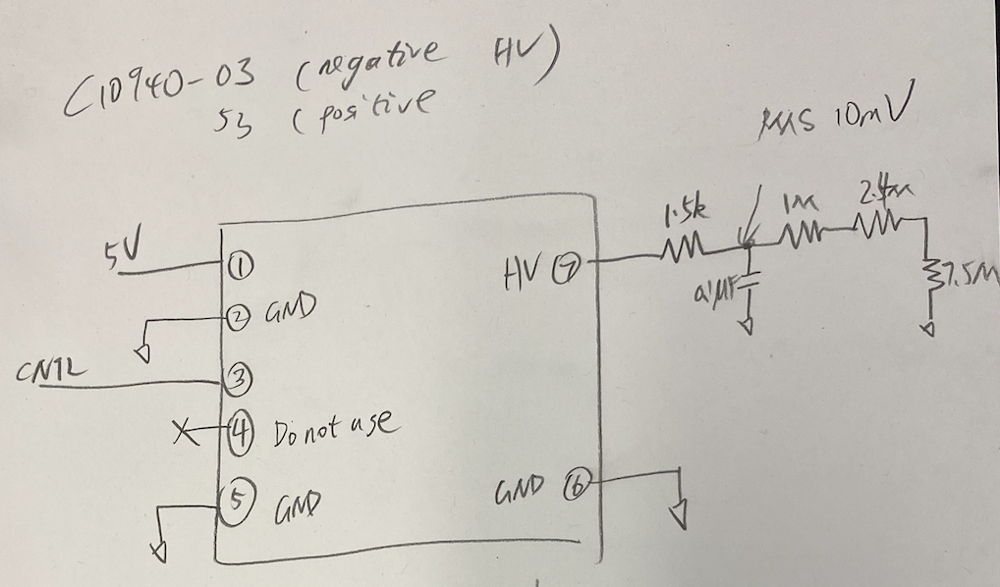 C10940-03 (negative HV)
53 (positive
RMS 10mV
1.5k
1M
2.4M
5V
①
HV ⑦
0.1μF
7.5M
② GND
CNTL
③
X
④ Do not use
⑤ GND
GND ⑥